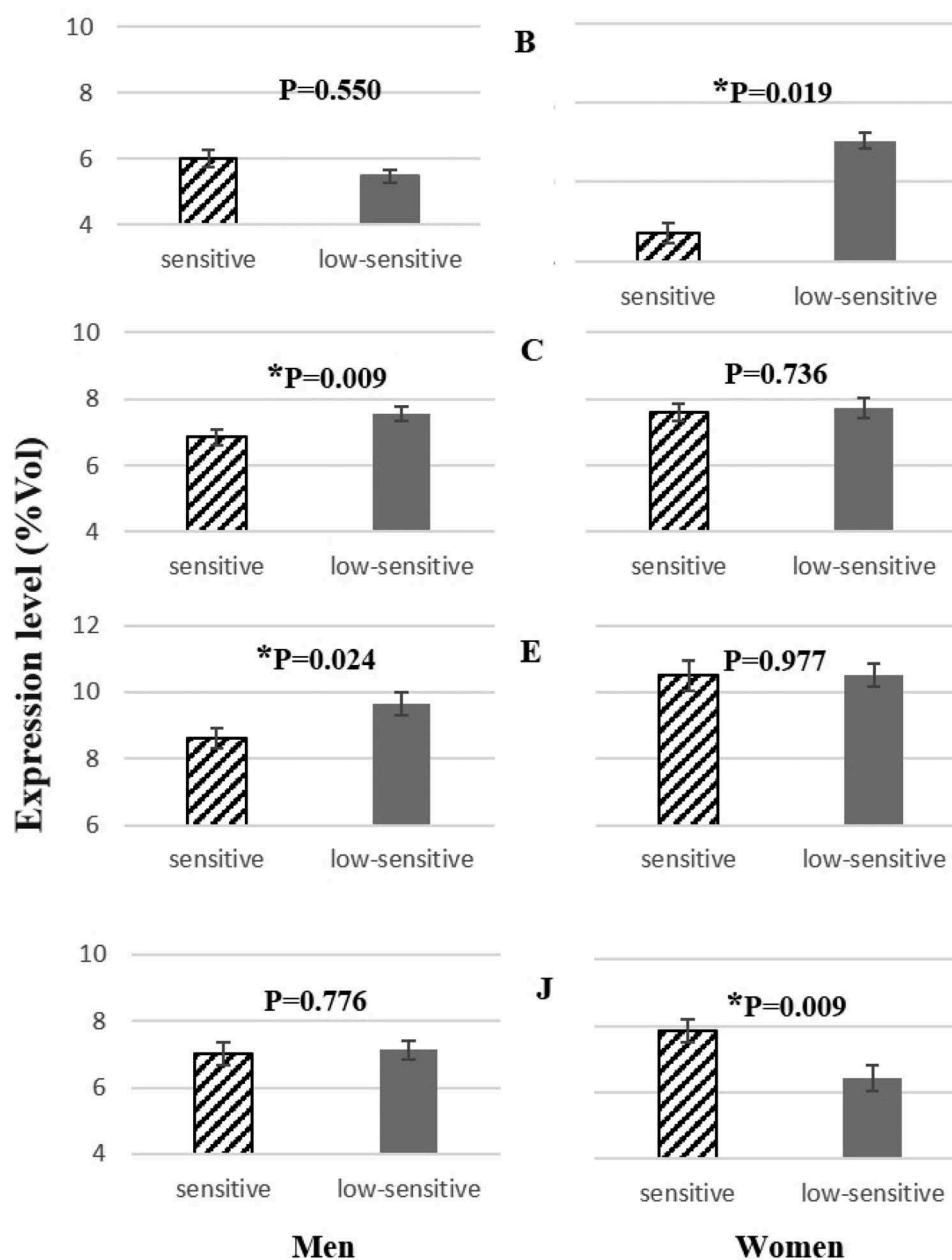 10
B
8
P=0.550
*P=0.019
6
4
sensitive
low-sensitive
sensitive
low-sensitive
10
C
*P=0.009
P=0.736
8
6
4
sensitive
low-sensitive
sensitive
low-sensitive
Expression level (%Vol)
12
*P=0.024
E
P=0.977
10
8
6
sensitive
low-sensitive
sensitive
low-sensitive
10
P=0.776
J
*P=0.009
8
6
4
sensitive
low-sensitive
sensitive
low-sensitive
Men
Women